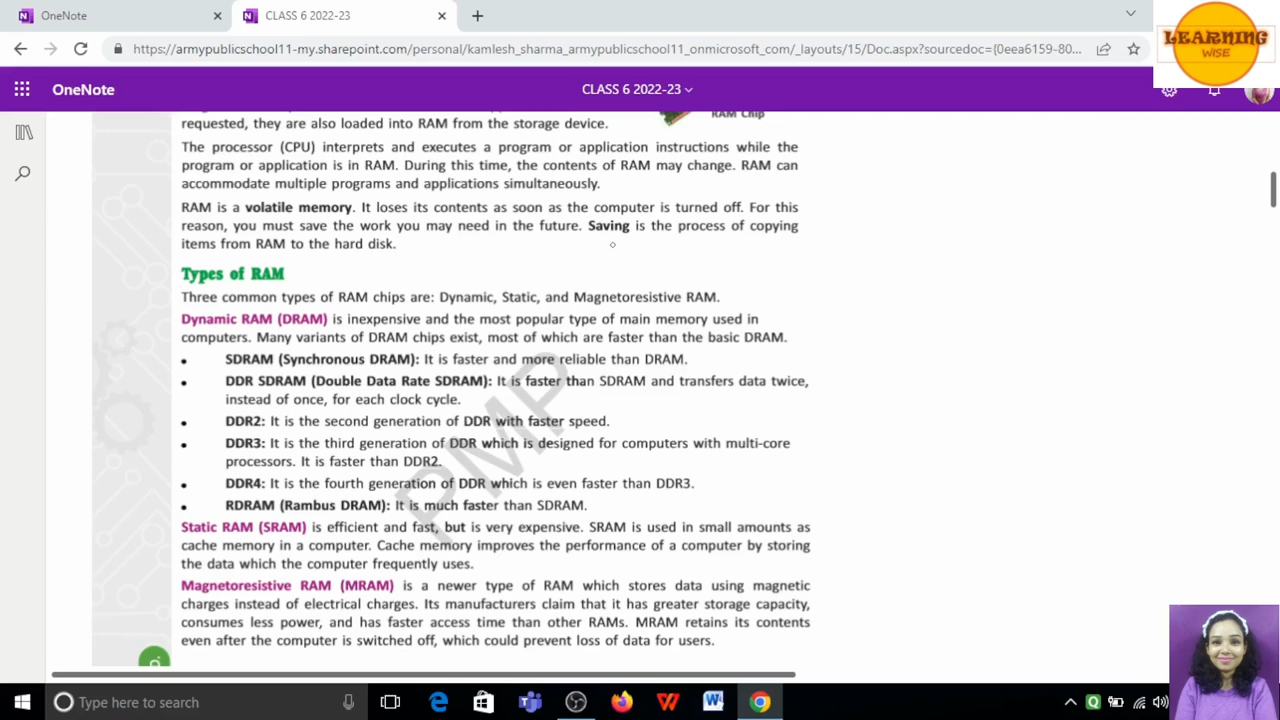 OneNote
CLASS 6 2022-23
https://armypublicschool11-my.sharepoint.com/personal/kamlesh_sharma_armypublicschool11_onmicrosoft_com/_layouts/15/Doc.aspx?sourcedoc={0eea6159-80...
LEARNING
WISE
OneNote
CLASS 6 2022-23
requested, they are also loaded into RAM from the storage device.
RAM Chip
The processor (CPU) interprets and executes a program or application instructions while the
program or application is in RAM. During this time, the contents of RAM may change. RAM can
accommodate multiple programs and applications simultaneously.
RAM is a volatile memory. It loses its contents as soon as the computer is turned off. For this
reason, you must save the work you may need in the future. Saving is the process of copying
items from RAM to the hard disk.
Types of RAM
Three common types of RAM chips are: Dynamic, Static, and Magnetoresistive RAM.
Dynamic RAM (DRAM) is inexpensive and the most popular type of main memory used in
computers. Many variants of DRAM chips exist, most of which are faster than the basic DRAM.
• SDRAM (Synchronous DRAM): It is faster and more reliable than DRAM.
• DDR SDRAM (Double Data Rate SDRAM): It is faster than SDRAM and transfers data twice,
instead of once, for each clock cycle.
• DDR2: It is the second generation of DDR with faster speed.
• DDR3: It is the third generation of DDR which is designed for computers with multi-core
processors. It is faster than DDR2.
• DDR4: It is the fourth generation of DDR which is even faster than DDR3.
• RDRAM (Rambus DRAM): It is much faster than SDRAM.
PMP
Static RAM (SRAM) is efficient and fast, but is very expensive. SRAM is used in small amounts as
cache memory in a computer. Cache memory improves the performance of a computer by storing
the data which the computer frequently uses.
Magnetoresistive RAM (MRAM) is a newer type of RAM which stores data using magnetic
charges instead of electrical charges. Its manufacturers claim that it has greater storage capacity,
consumes less power, and has faster access time than other RAMs. MRAM retains its contents
even after the computer is switched off, which could prevent loss of data for users.
Type here to search